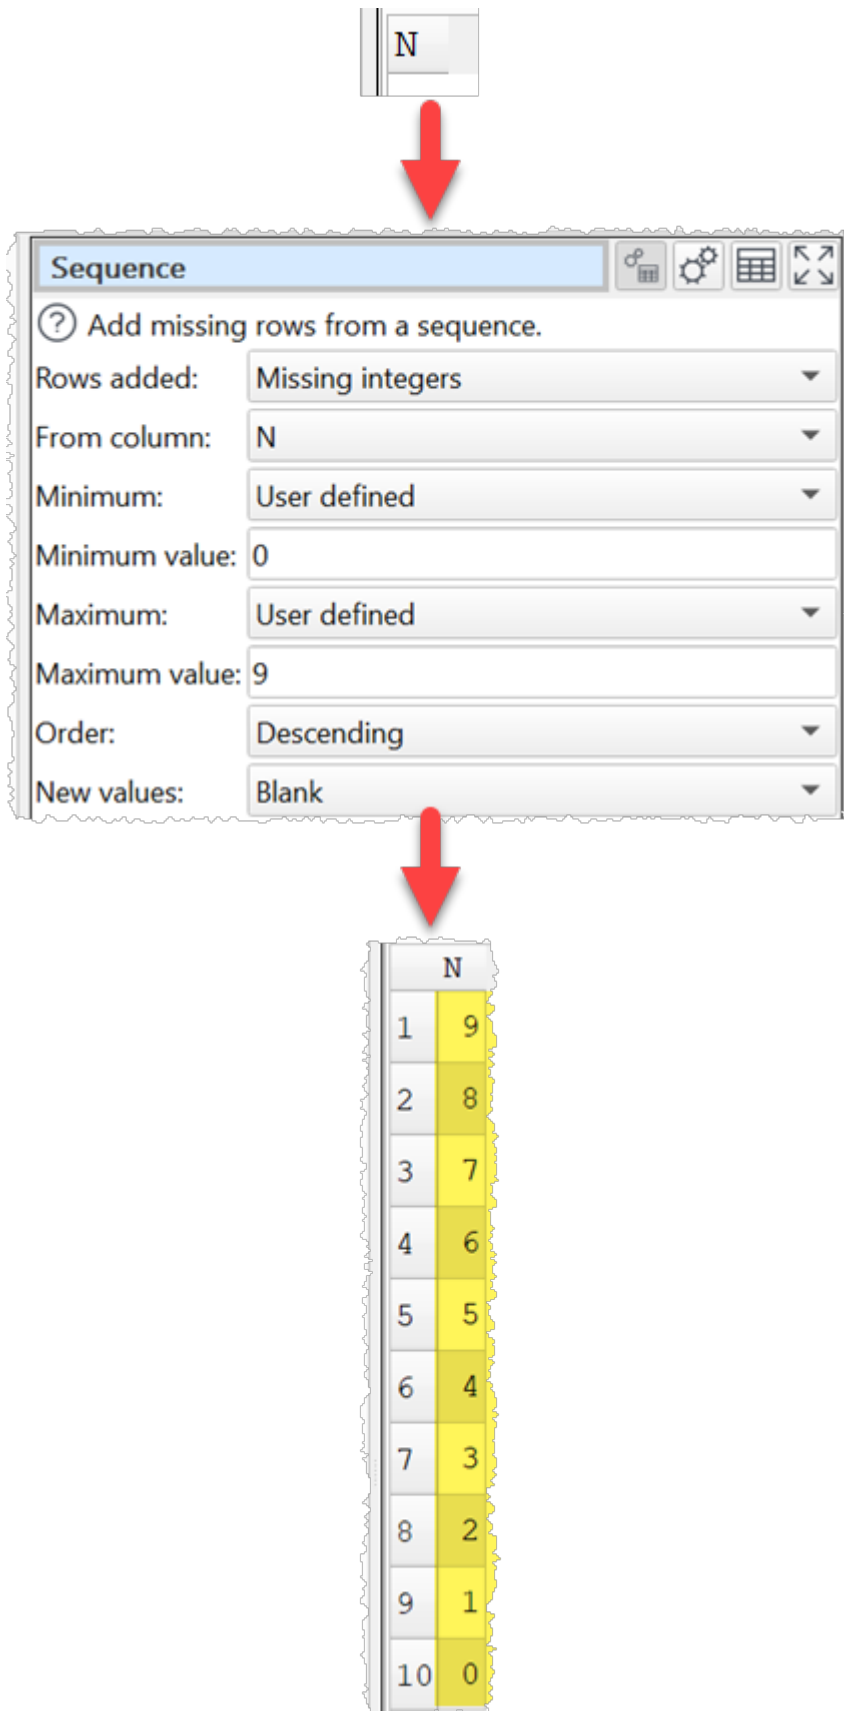 N
Sequence
? Add missing rows from a sequence.
Rows added: Missing integers
From column: N
Minimum: User defined
Minimum value: 0
Maximum: User defined
Maximum value: 9
Order: Descending
New values: Blank
N
1 9
2 8
3 7
4 6
5 5
6 4
7 3
8 2
9 1
10 0